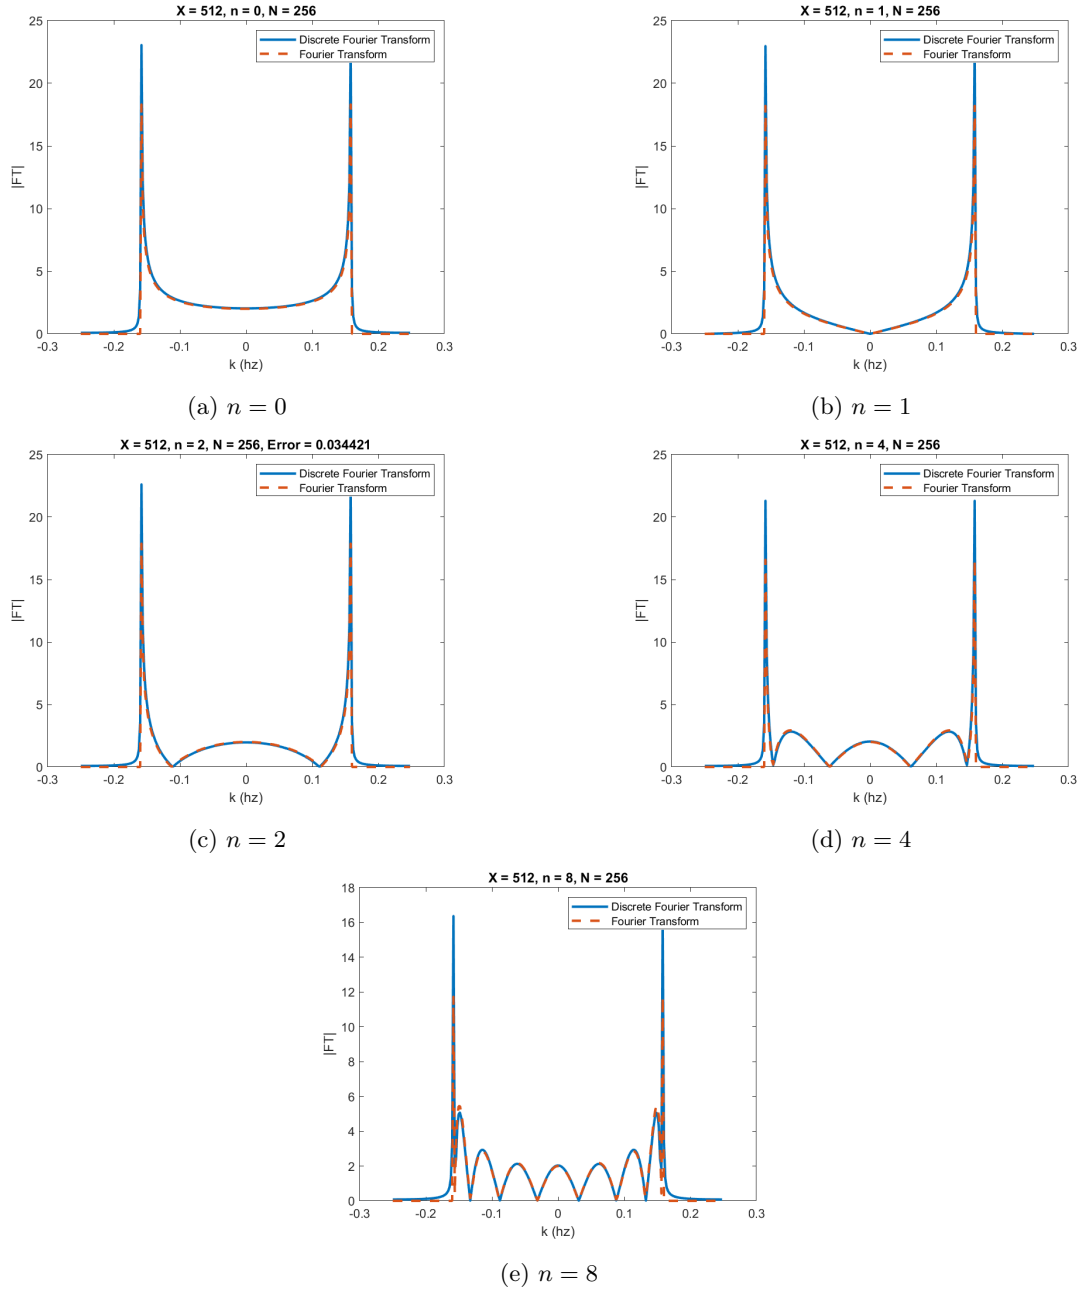 X = 512, n = 0, N = 256
Discrete Fourier Transform
Fourier Transform
|FT|
25
20
15
10
5
0
-0.3 -0.2 -0.1 0 0.1 0.2 0.3
k (hz)
(a) n = 0
X = 512, n = 1, N = 256
Discrete Fourier Transform
Fourier Transform
|FT|
25
20
15
10
5
0
-0.3 -0.2 -0.1 0 0.1 0.2 0.3
k (hz)
(b) n = 1
X = 512, n = 2, N = 256, Error = 0.034421
Discrete Fourier Transform
Fourier Transform
|FT|
25
20
15
10
5
0
-0.3 -0.2 -0.1 0 0.1 0.2 0.3
k (hz)
(c) n = 2
X = 512, n = 4, N = 256
Discrete Fourier Transform
Fourier Transform
|FT|
25
20
15
10
5
0
-0.3 -0.2 -0.1 0 0.1 0.2 0.3
k (hz)
(d) n = 4
X = 512, n = 8, N = 256
Discrete Fourier Transform
Fourier Transform
|FT|
18
16
14
12
10
8
6
4
2
0
-0.3 -0.2 -0.1 0 0.1 0.2 0.3
k (hz)
(e) n = 8